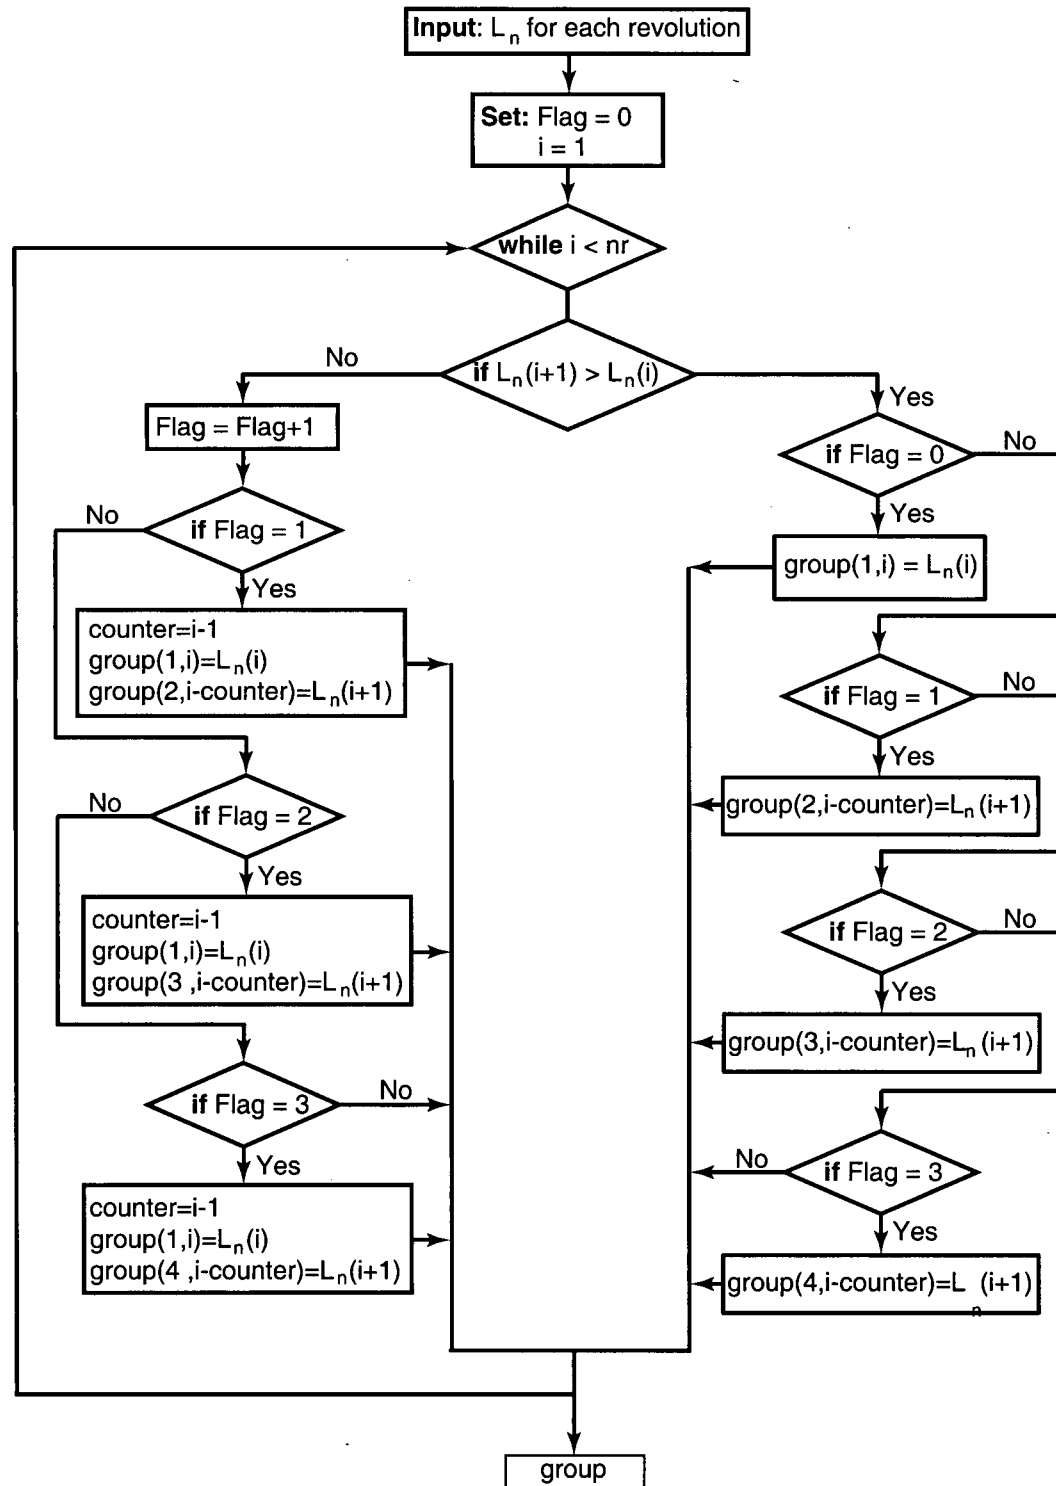 Input: Lₙ for each revolution
Set: Flag = 0
i = 1
while i < nr
if Lₙ(i+1) > Lₙ(i)
No
Yes
Flag = Flag+1
if Flag = 1
No
Yes
counter=i-1
group(1,i)=Lₙ(i)
group(2,i-counter)=Lₙ(i+1)
if Flag = 2
No
Yes
counter=i-1
group(1,i)=Lₙ(i)
group(3 ,i-counter)=Lₙ(i+1)
if Flag = 3
No
Yes
counter=i-1
group(1,i)=Lₙ(i)
group(4 ,i-counter)=Lₙ(i+1)
if Flag = 0
No
Yes
group(1,i) = Lₙ(i)
if Flag = 1
No
Yes
group(2,i-counter)=Lₙ(i+1)
if Flag = 2
No
Yes
group(3,i-counter)=Lₙ(i+1)
if Flag = 3
No
Yes
group(4,i-counter)=Lₙ(i+1)
group